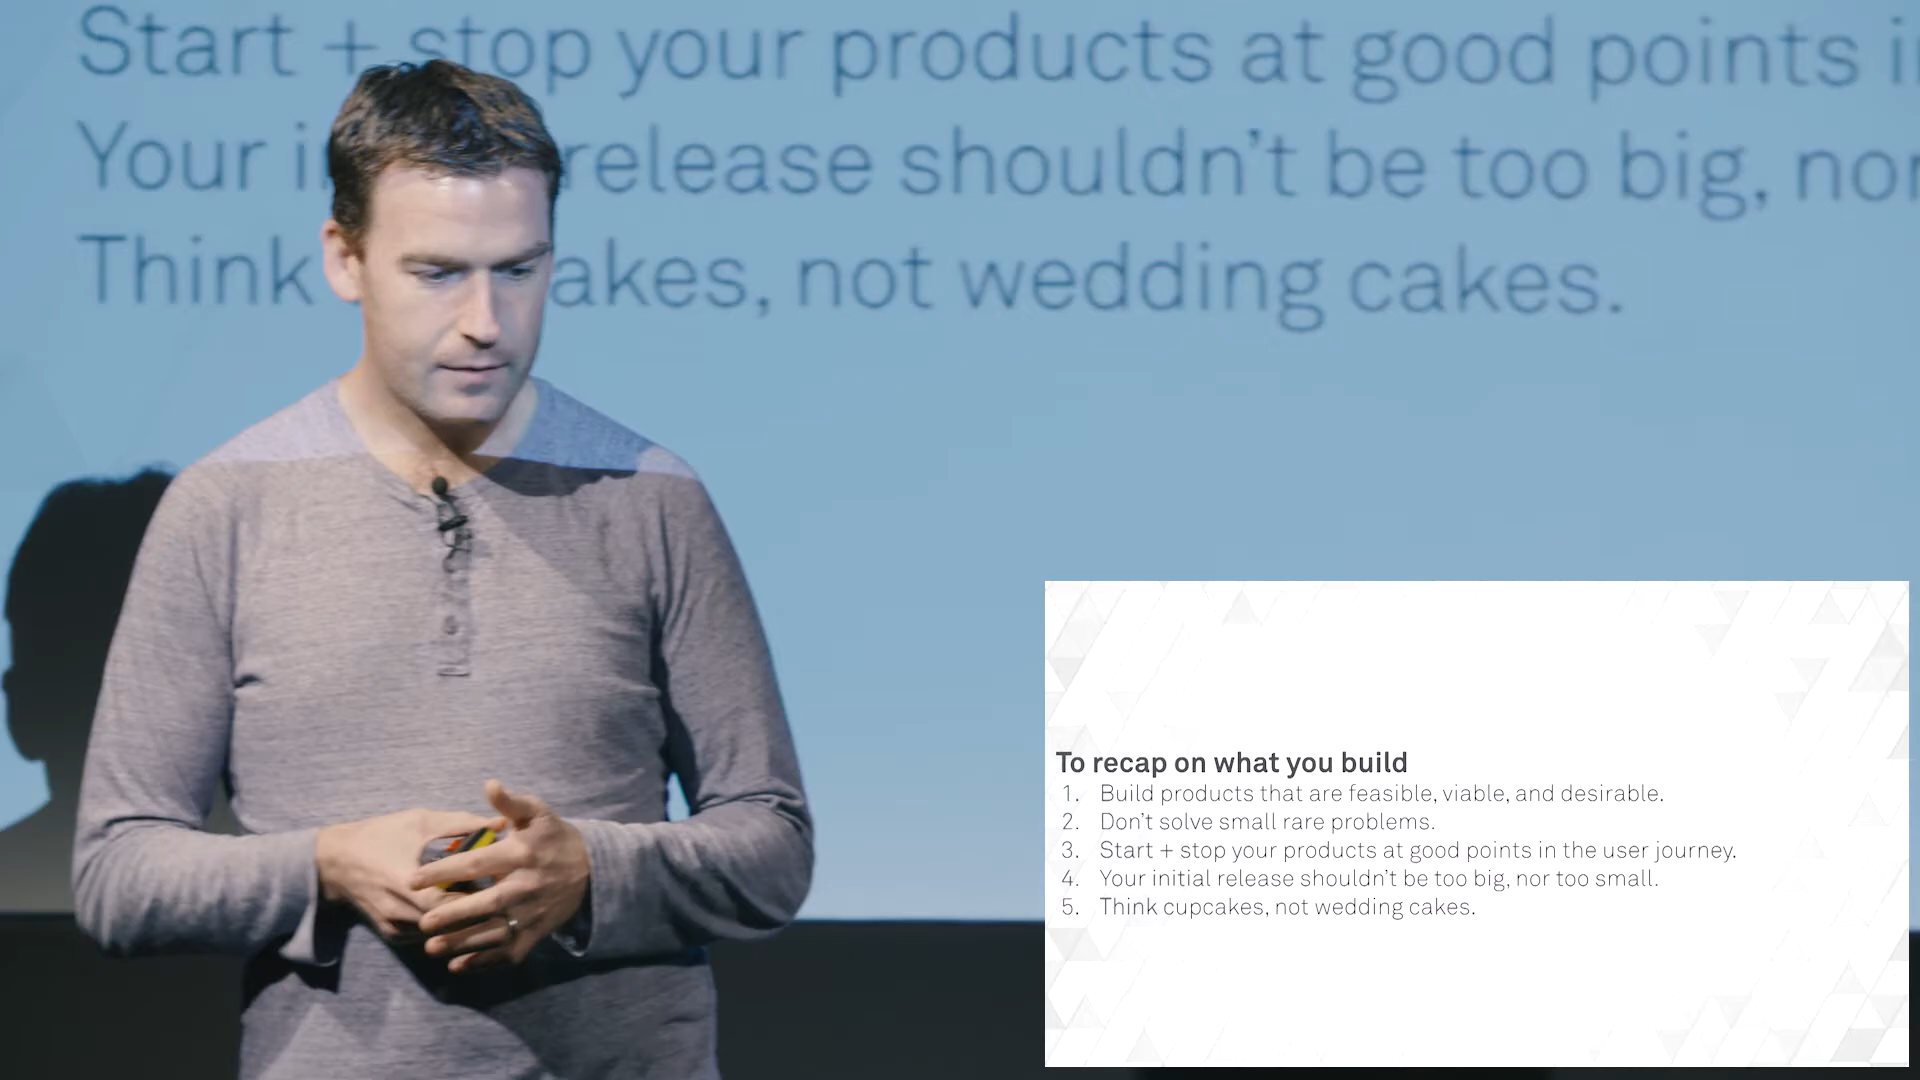 Start + stop your products at good points
Your release shouldn't be too big, nor
Think akes, not wedding cakes.
To recap on what you build
1. Build products that are feasible, viable, and desirable.
2. Don't solve small rare problems.
3. Start + stop your products at good points in the user journey.
4. Your initial release shouldn't be too big, nor too small.
5. Think cupcakes, not wedding cakes.